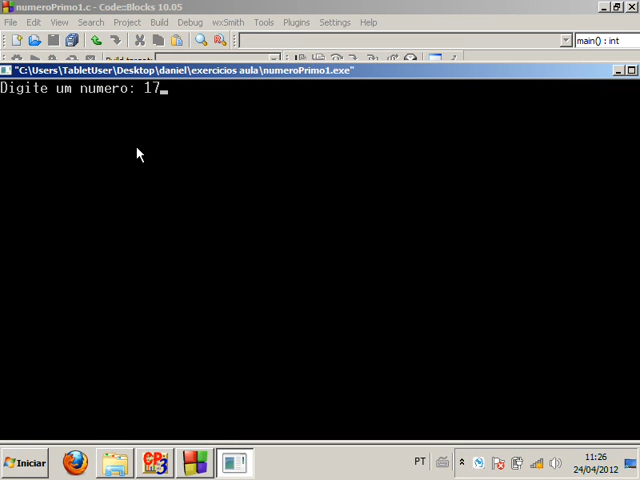 numeroPrimo1.c - Code::Blocks 10.05
File View Search Project Build Debug wxSmith Tools Plugins Settings Help
main() : int
"C:\Users\TabletUser\Desktop\daniel\exercicios aula\numeroPrimo1.exe"
Digite um numero: 17
Iniciar
PT
11:26
24/04/2012